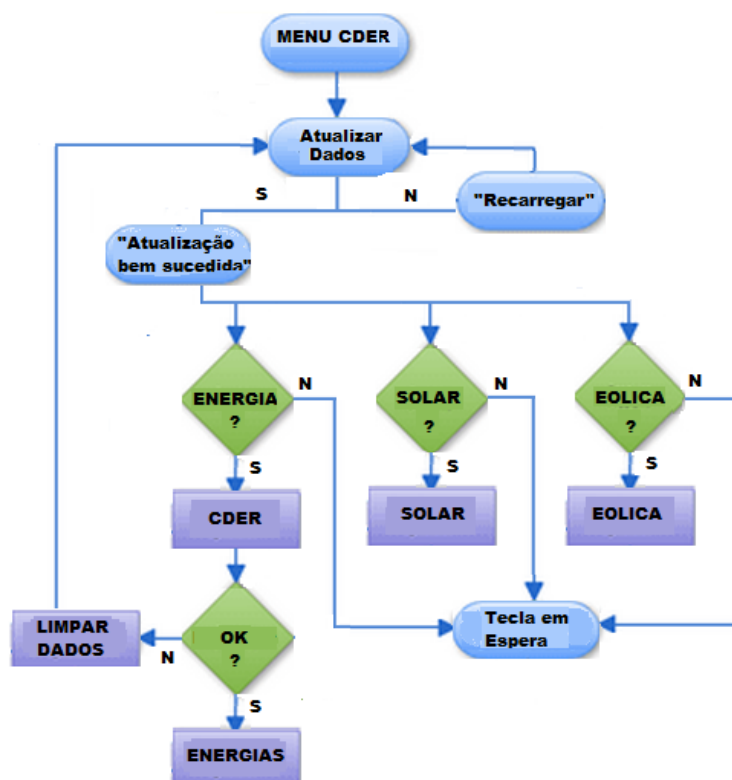 MENU CDER
Atualizar
Dados
S
N
"Recarregar"
"Atualização
bem sucedida"
ENERGIA
?
N
SOLAR
?
N
EOLICA
?
N
S
S
S
CDER
SOLAR
EOLICA
LIMPAR
DADOS
N
OK
?
Tecla em
Espera
S
ENERGIAS